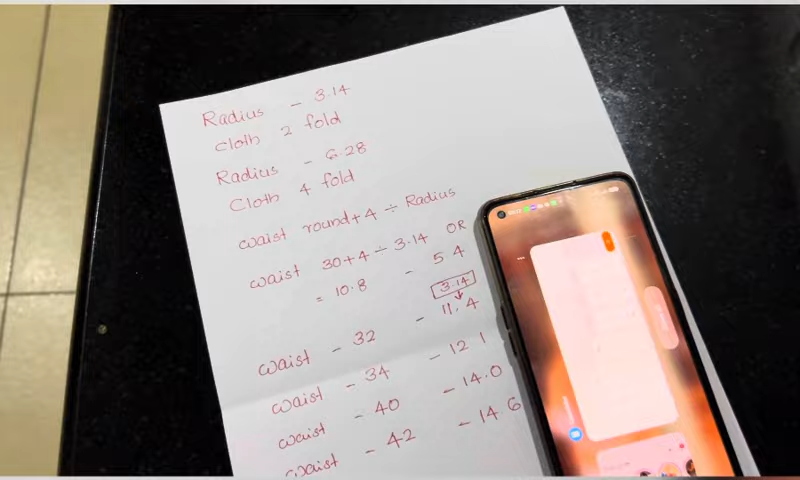 Radius - 3.14
Cloth 2 fold
Radius - 6.28
Cloth 4 fold
Waist round+4 ÷ Radius
Waist 30+4 ÷ 3.14 OR
= 10.8 - 5.4
3.14
Waist - 32 - 11.4
Waist - 34 - 12.1
Waist - 40 - 14.0
Waist - 42 - 14.6